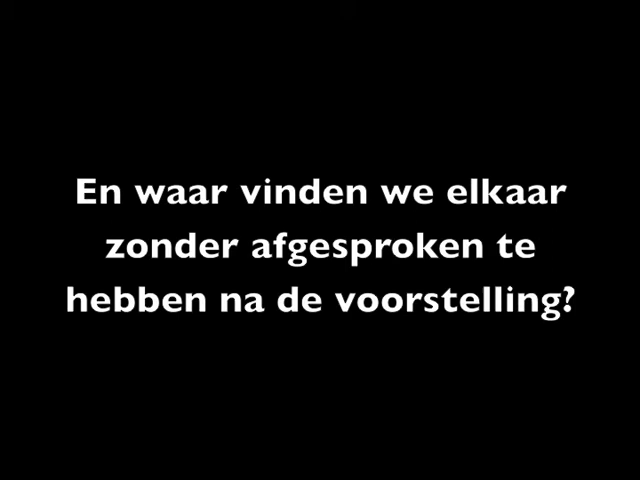 En waar vinden we elkaar
zonder afgesproken te
hebben na de voorstelling?